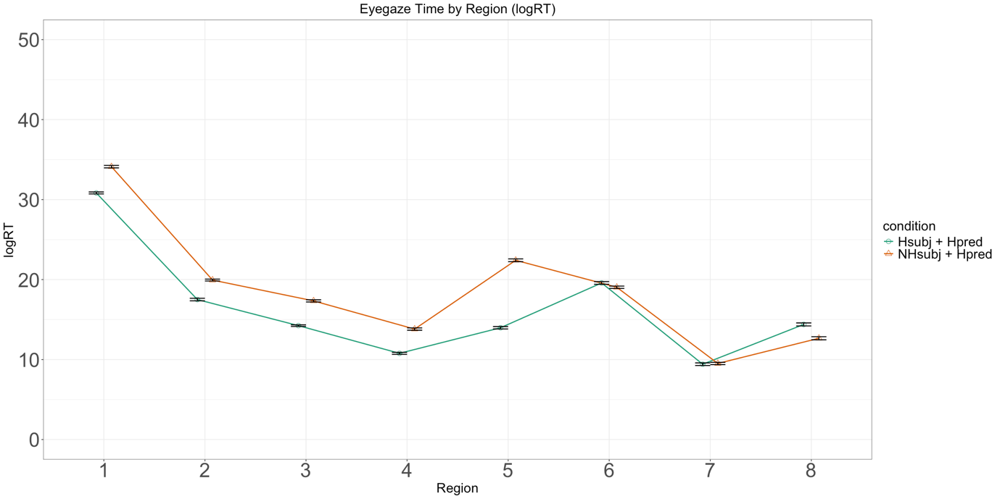 Eyegaze Time by Region (logRT)
50
40
30
20
10
0
logRT
1 2 3 4 5 6 7 8
Region
condition
Hsubj + Hpred
NHsubj + Hpred